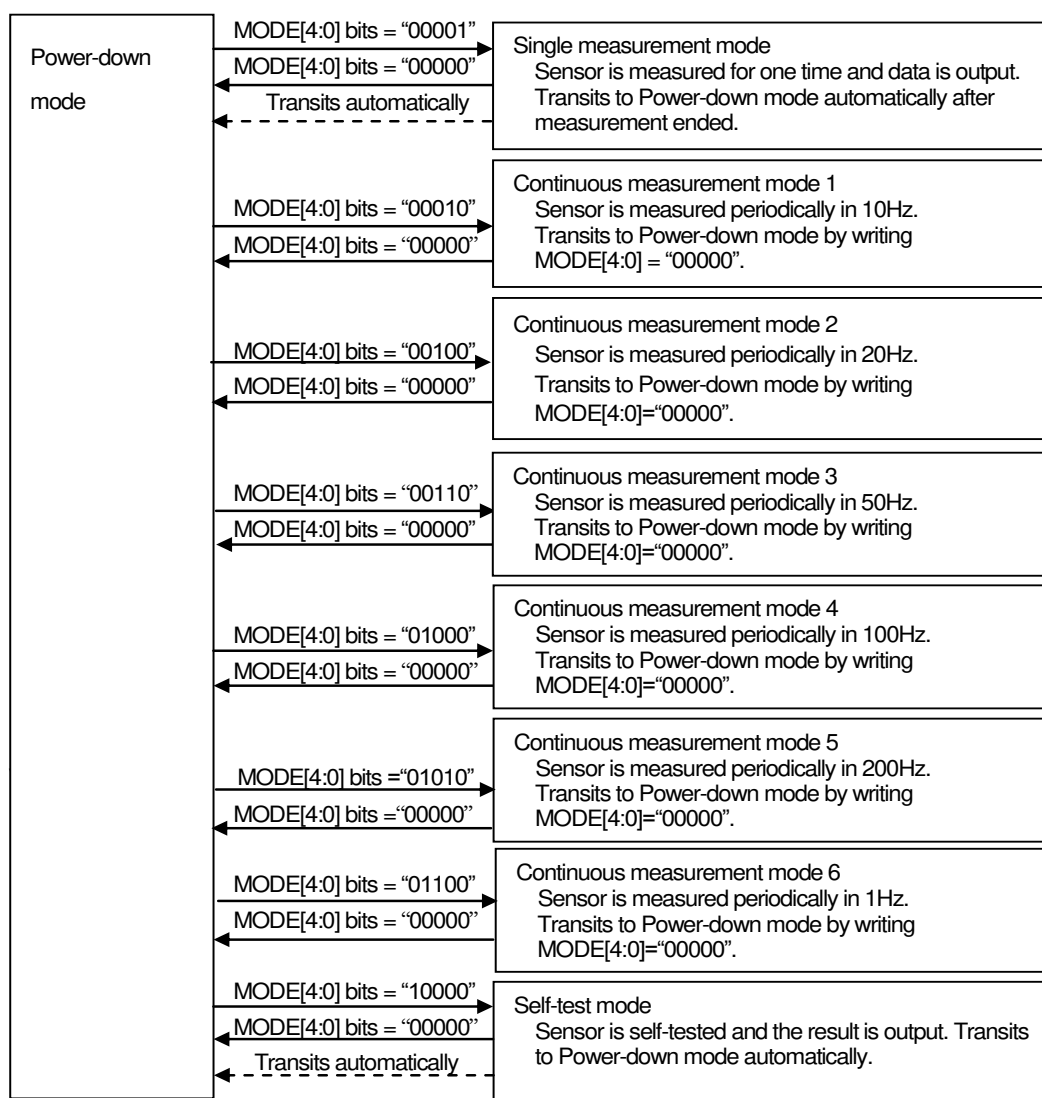 Power-down
mode
MODE[4:0] bits = “00001”
MODE[4:0] bits = “00000”
Transits automatically
Single measurement mode
Sensor is measured for one time and data is output.
Transits to Power-down mode automatically after
measurement ended.
MODE[4:0] bits = “00010”
MODE[4:0] bits = “00000”
Continuous measurement mode 1
Sensor is measured periodically in 10Hz.
Transits to Power-down mode by writing
MODE[4:0] = “00000”.
MODE[4:0] bits = “00100”
MODE[4:0] bits = “00000”
Continuous measurement mode 2
Sensor is measured periodically in 20Hz.
Transits to Power-down mode by writing
MODE[4:0]=“00000”.
MODE[4:0] bits = “00110”
MODE[4:0] bits = “00000”
Continuous measurement mode 3
Sensor is measured periodically in 50Hz.
Transits to Power-down mode by writing
MODE[4:0]=“00000”.
MODE[4:0] bits = “01000”
MODE[4:0] bits = “00000”
Continuous measurement mode 4
Sensor is measured periodically in 100Hz.
Transits to Power-down mode by writing
MODE[4:0]=“00000”.
MODE[4:0] bits =“01010”
MODE[4:0] bits =“00000”
Continuous measurement mode 5
Sensor is measured periodically in 200Hz.
Transits to Power-down mode by writing
MODE[4:0]=“00000”.
MODE[4:0] bits = “01100”
MODE[4:0] bits = “00000”
Continuous measurement mode 6
Sensor is measured periodically in 1Hz.
Transits to Power-down mode by writing
MODE[4:0]=“00000”.
MODE[4:0] bits = “10000”
MODE[4:0] bits = “00000”
Transits automatically
Self-test mode
Sensor is self-tested and the result is output. Transits
to Power-down mode automatically.